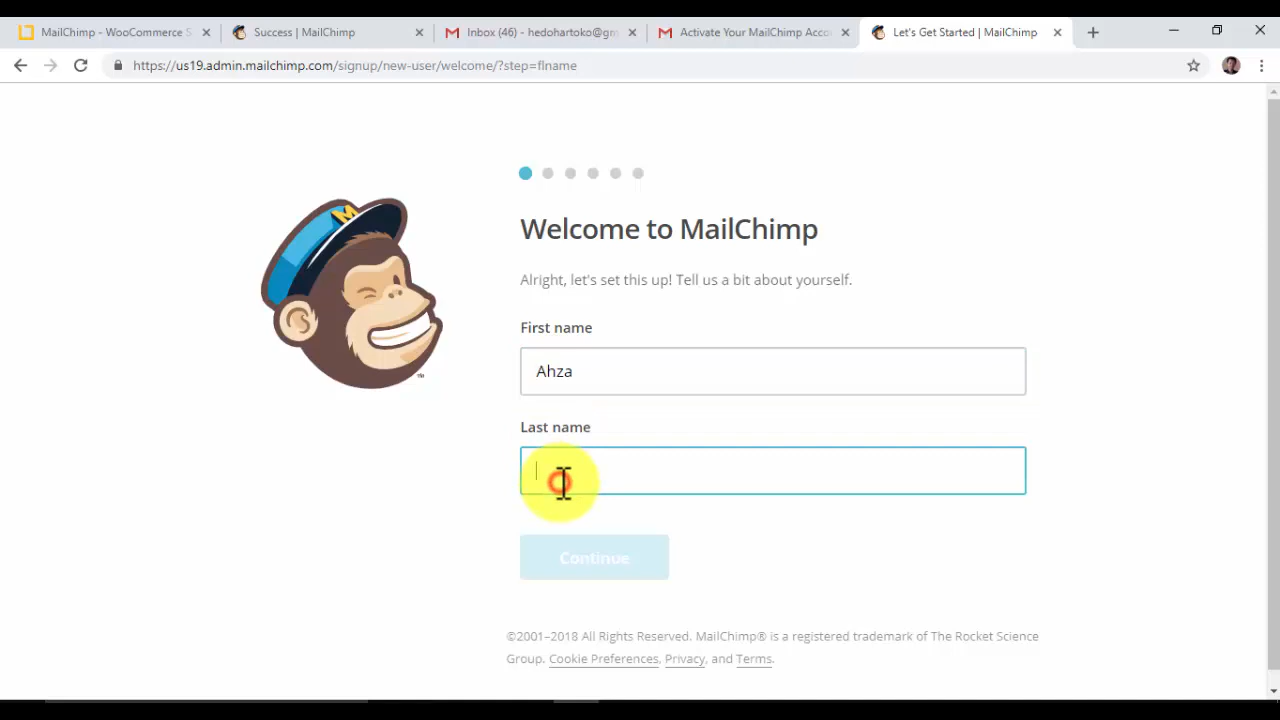 MailChimp - WooCommerce S
Success | MailChimp
Inbox (46) - hedohartoko@gm
Activate Your MailChimp Acco
Let's Get Started | MailChimp
https://us19.admin.mailchimp.com/signup/new-user/welcome/?step=flname
M
Welcome to MailChimp
Alright, let's set this up! Tell us a bit about yourself.
First name
Ahza
Last name
Continue
©2001–2018 All Rights Reserved. MailChimp® is a registered trademark of The Rocket Science
Group. Cookie Preferences, Privacy, and Terms.